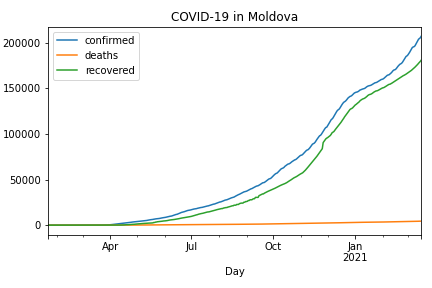 COVID-19 in Moldova
confirmed
deaths
recovered
200000
150000
100000
50000
0
Apr
Jul
Oct
Jan
2021
Day